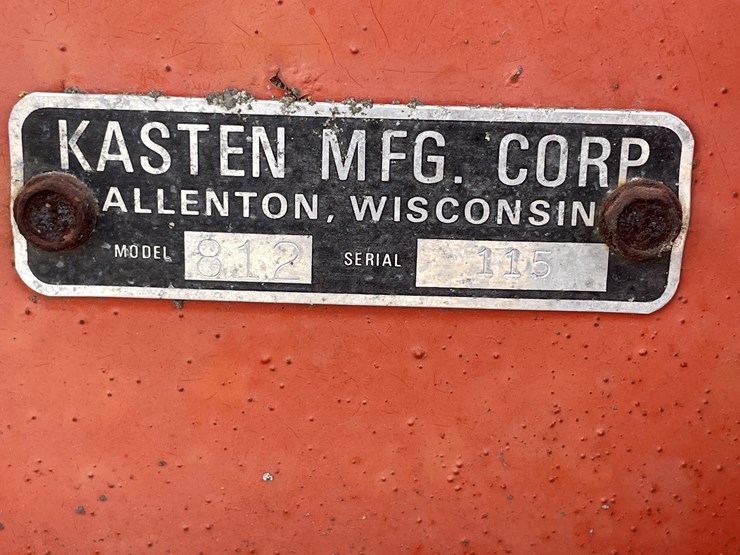 KASTEN MFG. CORP
ALLENTON, WISCONSIN
MODEL 812 SERIAL 115